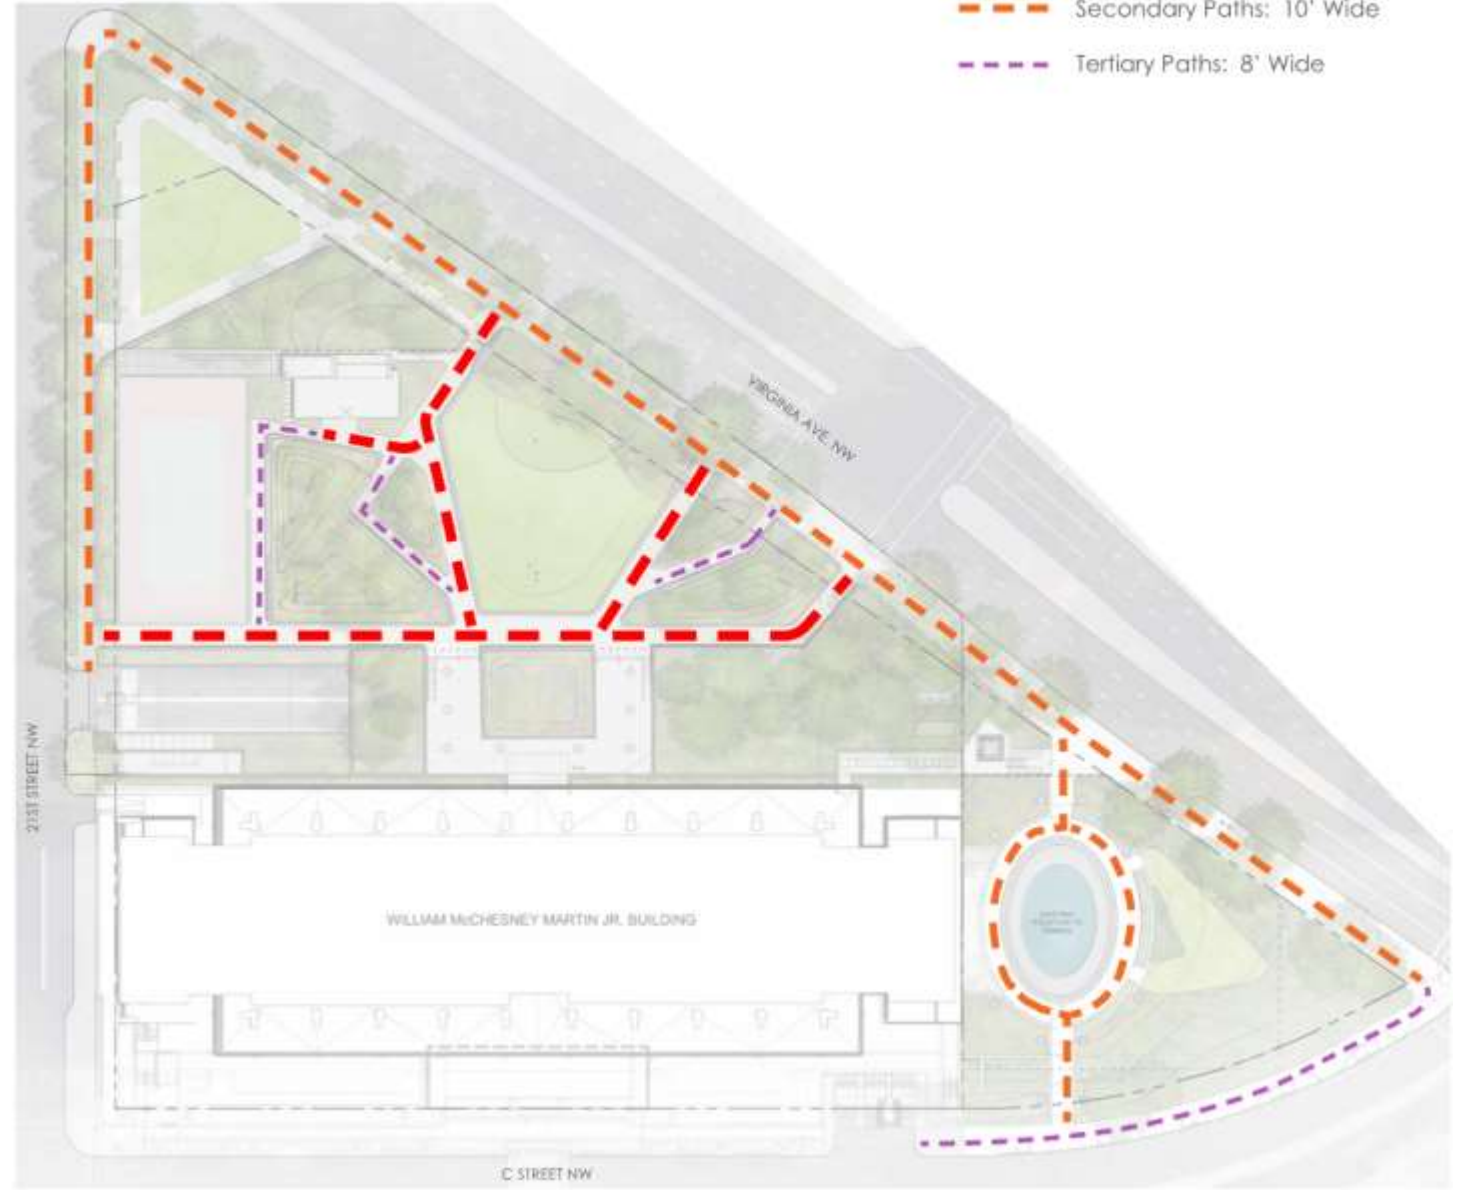 Secondary Paths: 10' Wide
Tertiary Paths: 8' Wide
VIRGINIA AVE. NW
21ST STREET NW
WILLIAM McCHESNEY MARTIN JR. BUILDING
C STREET NW